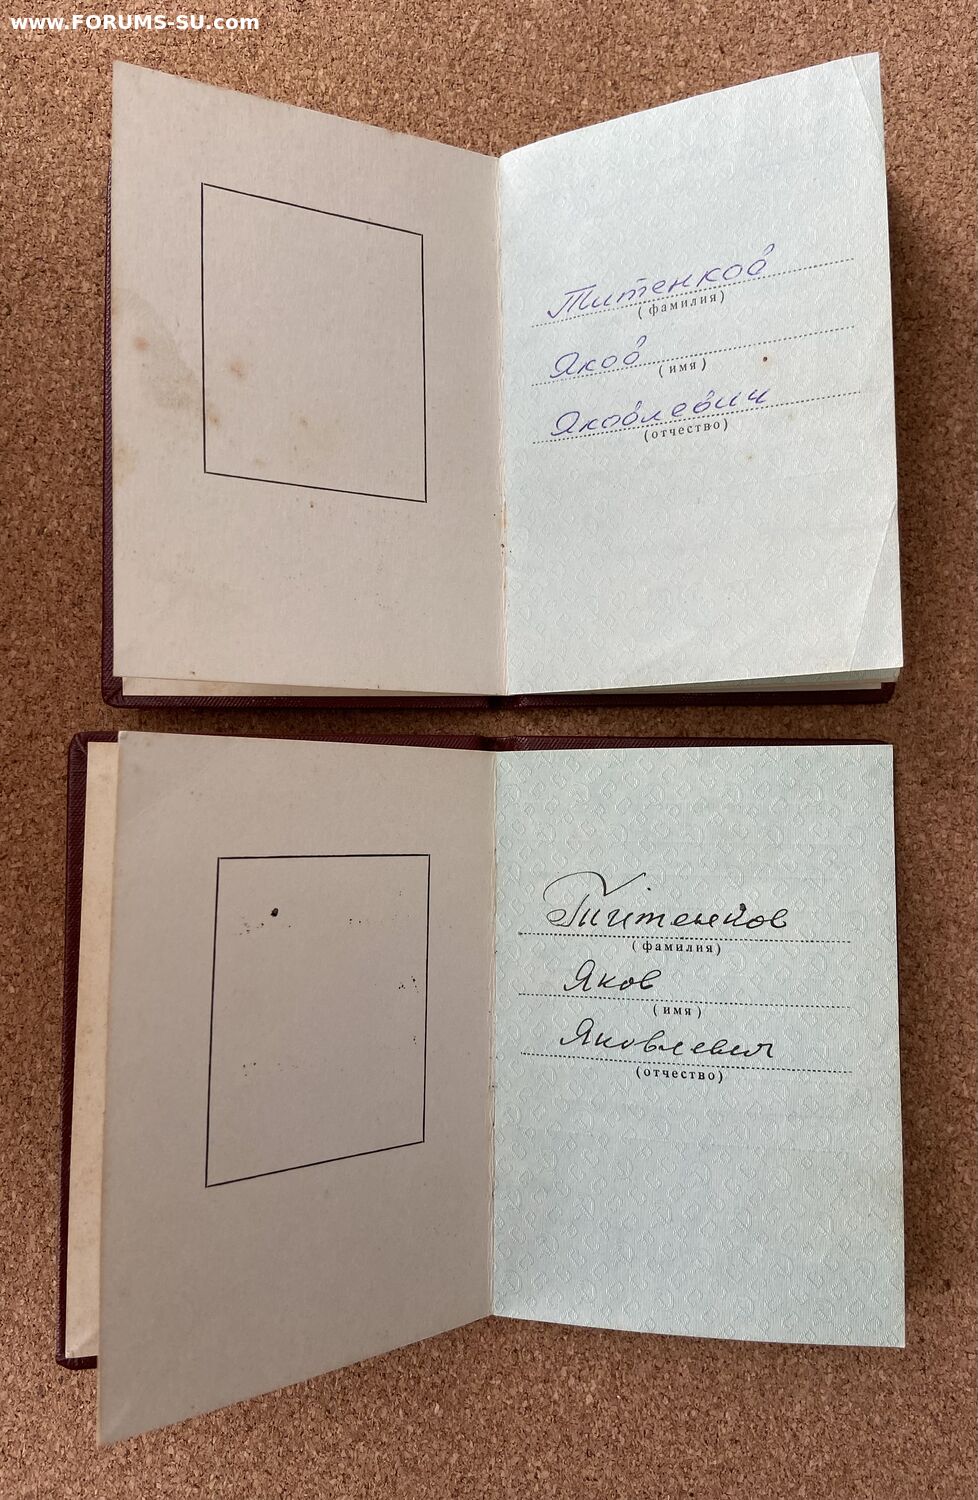 www.FORUMS-SU.com
Титенков
(фамилия)
Яков
(имя)
Яковлевич
(отчество)
Титенков
(фамилия)
Яков
(имя)
Яковлевич
(отчество)